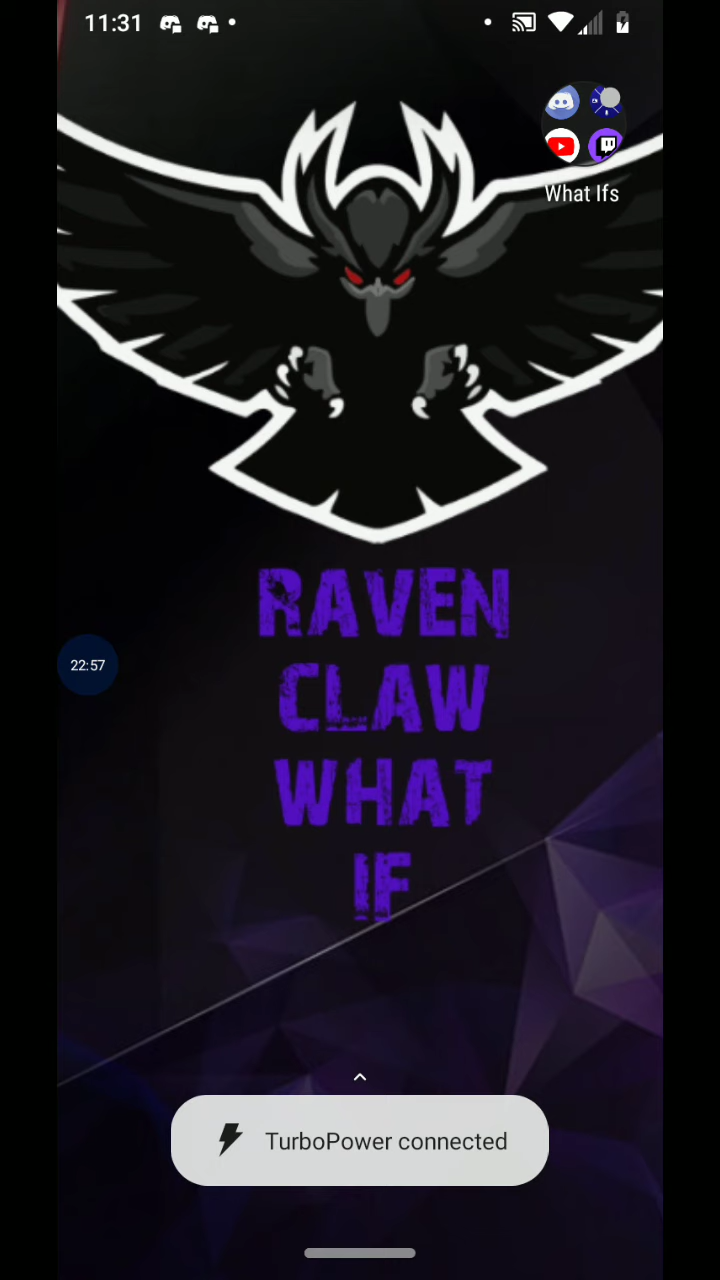 11:31
What Ifs
RAVEN
CLAW
22:57
WHAT
IF
TurboPower connected